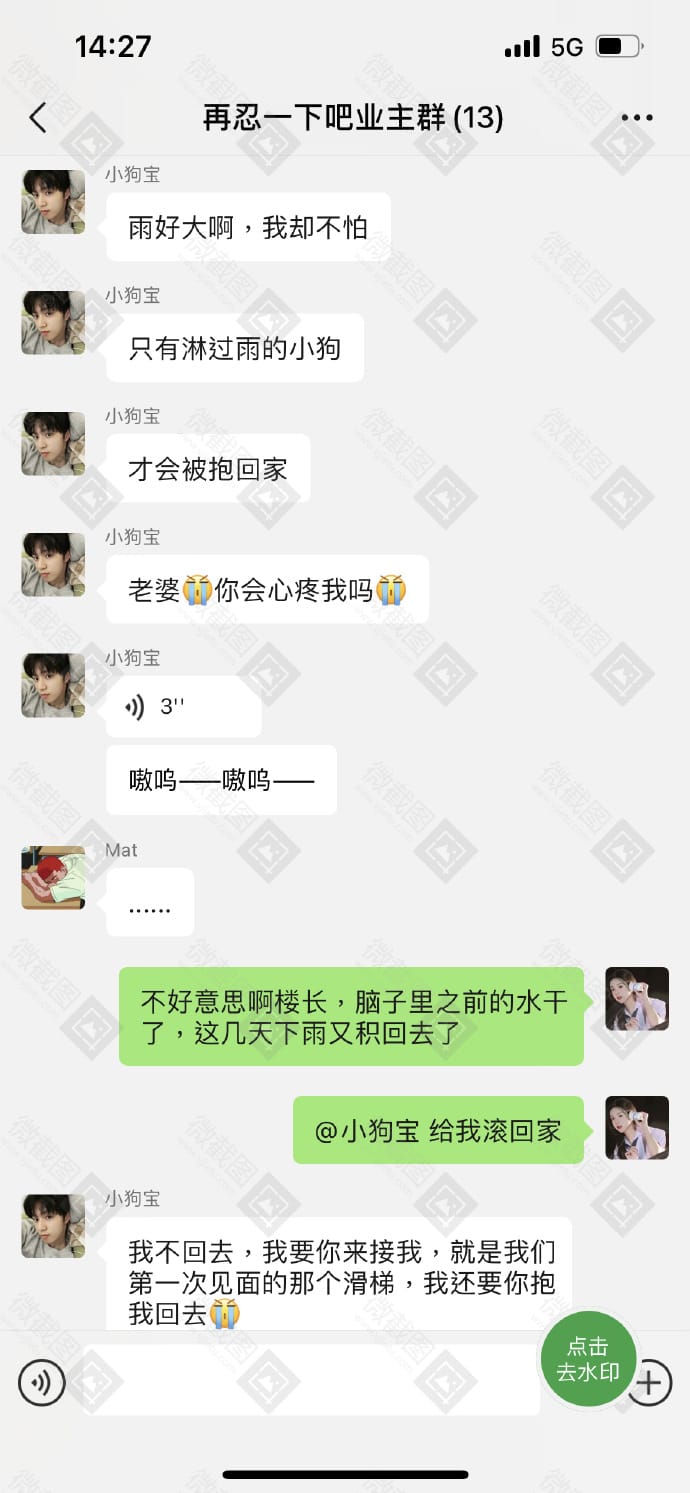 14:27
5G
再忍一下吧业主群(13)
小狗宝
雨好大啊，我却不怕
小狗宝
只有淋过雨的小狗
小狗宝
才会被抱回家
小狗宝
老婆😭你会心疼我吗😭
小狗宝
3''
嗷呜——嗷呜——
Mat
······
不好意思啊楼长，脑子里之前的水干
了，这几天下雨又积回去了
@小狗宝 给我滚回家
小狗宝
我不回去，我要你来接我，就是我们
第一次见面的那个滑梯，我还要你抱
我回去😭
点击
去水印
微截图